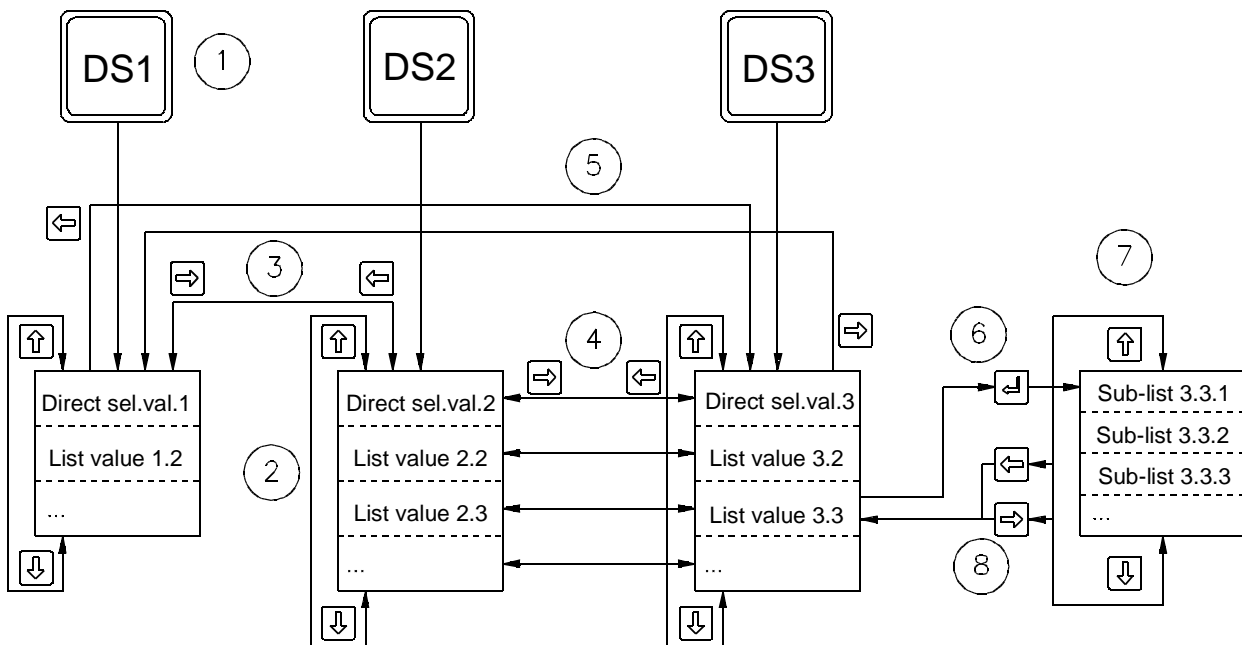 DS1
1
DS2
DS3
5
3
7
4
6
Direct sel.val.1
List value 1.2
...
2
Direct sel.val.2
List value 2.2
List value 2.3
...
Direct sel.val.3
List value 3.2
List value 3.3
...
Sub-list 3.3.1
Sub-list 3.3.2
Sub-list 3.3.3
...
8